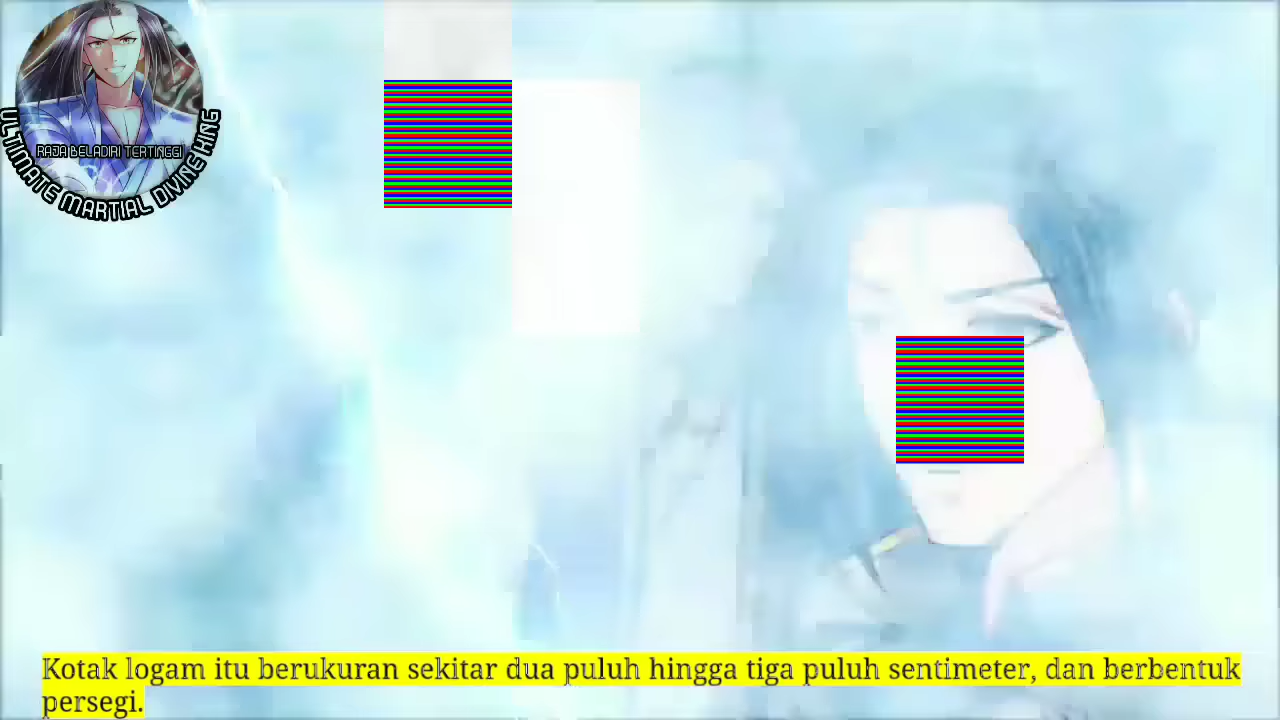 RAJA BELADIRI TERTINGGI
ULTIMATE MARTIAL DIVINE KING
Kotak logam itu berukuran sekitar dua puluh hingga tiga puluh sentimeter, dan berbentuk
persegi.